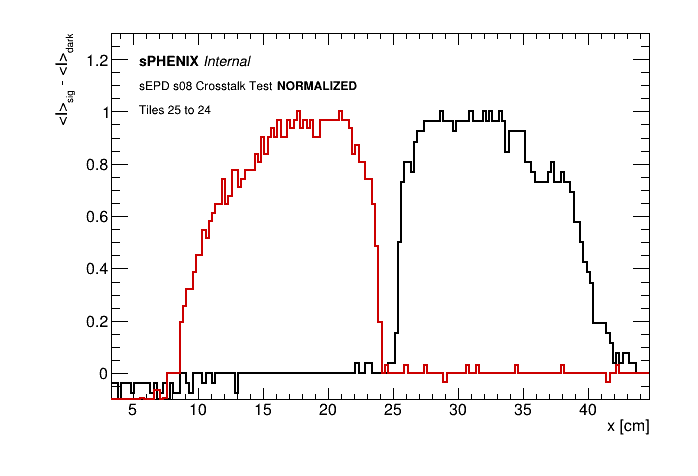 <I>sig - <I>dark
sPHENIX Internal
sEPD s08 Crosstalk Test NORMALIZED
Tiles 25 to 24
1.2
1
0.8
0.6
0.4
0.2
0
5 10 15 20 25 30 35 40
x [cm]